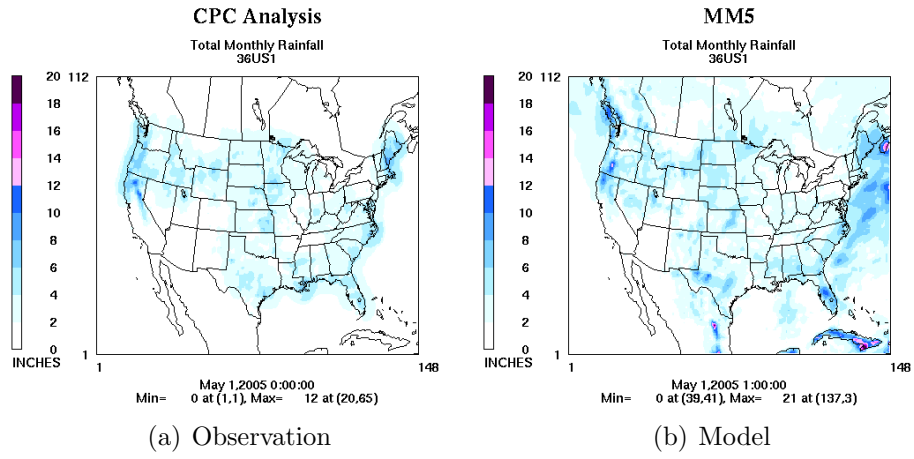 CPC Analysis
Total Monthly Rainfall
36US1
20
18
16
14
12
10
8
6
4
2
0
INCHES
112
1
1
148
May 1,2005 0:00:00
Min= 0 at (1,1), Max= 12 at (20,65)
(a) Observation
MM5
Total Monthly Rainfall
36US1
20
18
16
14
12
10
8
6
4
2
0
INCHES
112
1
1
148
May 1,2005 1:00:00
Min= 0 at (39,41), Max= 21 at (137,3)
(b) Model